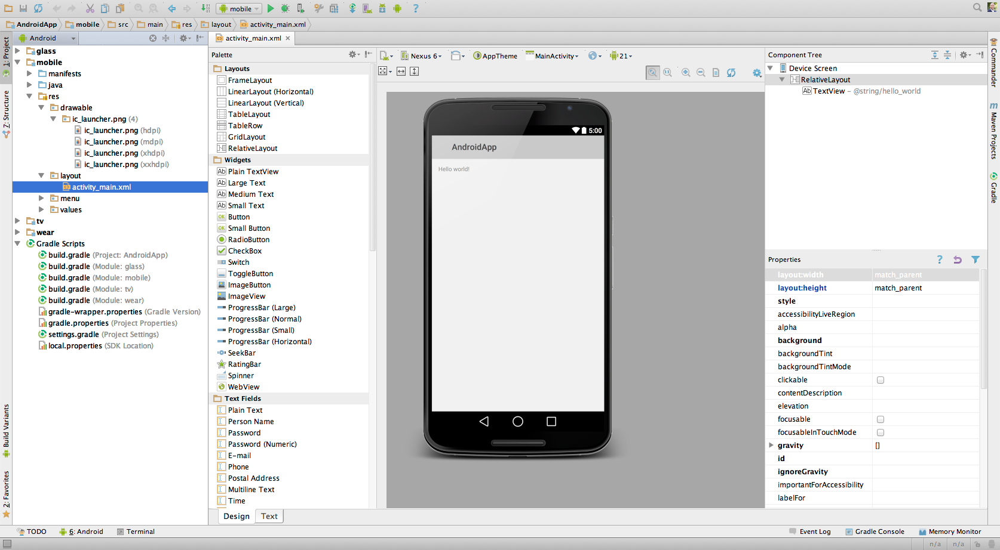 mobile
AndroidApp
mobile
src
main
res
layout
activity_main.xml
1: Project
Z: Structure
Build Variants
2: Favorites
Android
glass
mobile
manifests
java
res
drawable
ic_launcher.png (4)
ic_launcher.png (hdpi)
ic_launcher.png (mdpi)
ic_launcher.png (xhdpi)
ic_launcher.png (xxhdpi)
layout
activity_main.xml
menu
values
tv
wear
Gradle Scripts
build.gradle (Project: AndroidApp)
build.gradle (Module: glass)
build.gradle (Module: mobile)
build.gradle (Module: tv)
build.gradle (Module: wear)
gradle-wrapper.properties (Gradle Version)
gradle.properties (Project Properties)
settings.gradle (Project Settings)
local.properties (SDK Location)
activity_main.xml
Palette
Layouts
FrameLayout
LinearLayout (Horizontal)
LinearLayout (Vertical)
TableLayout
TableRow
GridLayout
RelativeLayout
Widgets
Ab Plain TextView
Ab Large Text
Ab Medium Text
Ab Small Text
OK Button
OK Small Button
RadioButton
CheckBox
Switch
ToggleButton
ImageButton
ImageView
ProgressBar (Large)
ProgressBar (Normal)
ProgressBar (Small)
ProgressBar (Horizontal)
SeekBar
RatingBar
Spinner
WebView
Text Fields
Plain Text
Person Name
Password
Password (Numeric)
E-mail
Phone
Postal Address
Multiline Text
Time
Design
Text
Nexus 6
AppTheme
MainActivity
21
5:00
AndroidApp
Hello world!
Component Tree
Device Screen
RelativeLayout
Ab TextView – @string/hello_world
Properties
?
layout:width match_parent
layout:height match_parent
style
accessibilityLiveRegion
alpha
background
backgroundTint
backgroundTintMode
clickable
contentDescription
elevation
focusable
focusableInTouchMode
gravity []
id
ignoreGravity
importantForAccessibility
labelFor
Commander
m Maven Projects
Gradle
TODO
6: Android
Terminal
Event Log
Gradle Console
Memory Monitor
n/a
n/a